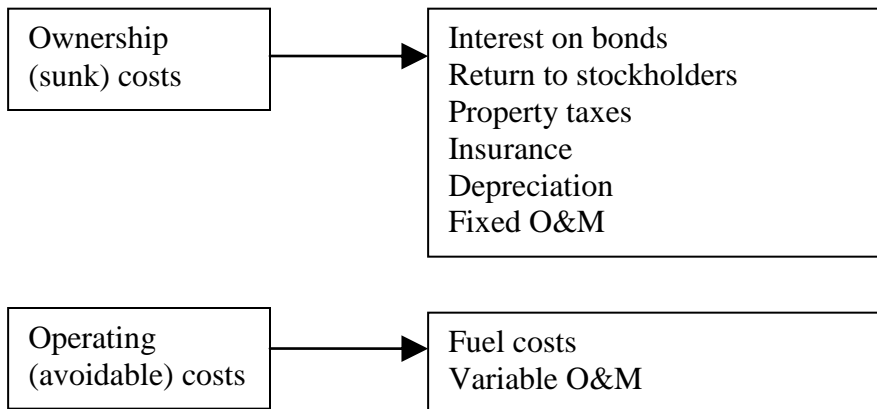 Ownership
(sunk) costs
Interest on bonds
Return to stockholders
Property taxes
Insurance
Depreciation
Fixed O&M
Operating
(avoidable) costs
Fuel costs
Variable O&M